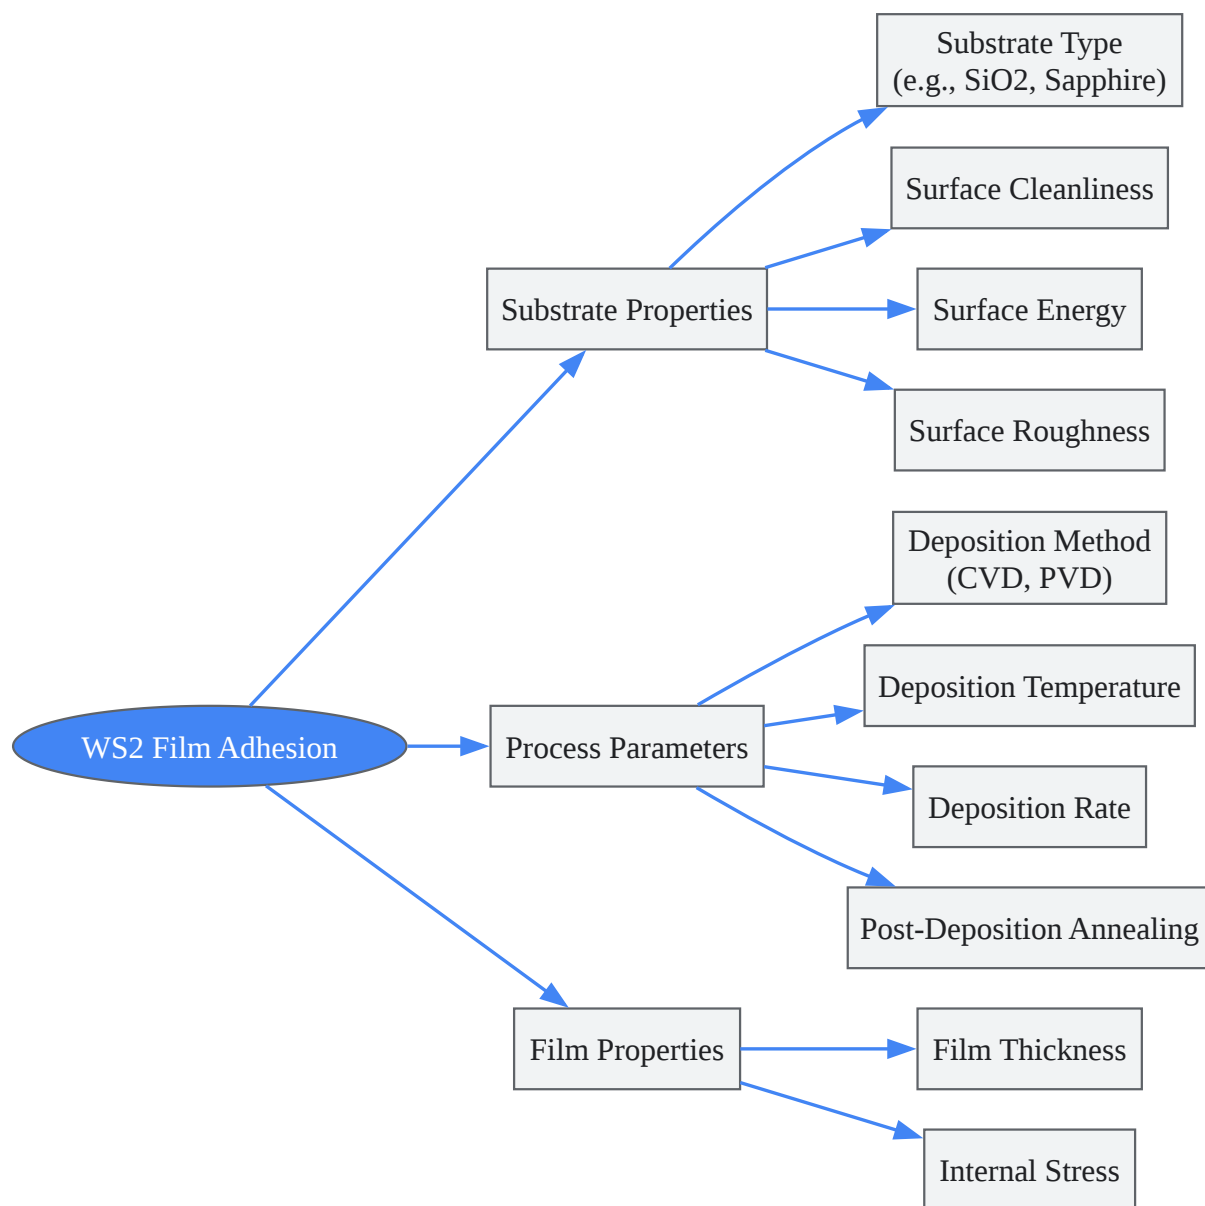 Substrate Type
(e.g., SiO2, Sapphire)
Surface Cleanliness
Substrate Properties
Surface Energy
Surface Roughness
Deposition Method
(CVD, PVD)
Deposition Temperature
WS2 Film Adhesion
Process Parameters
Deposition Rate
Post-Deposition Annealing
Film Properties
Film Thickness
Internal Stress